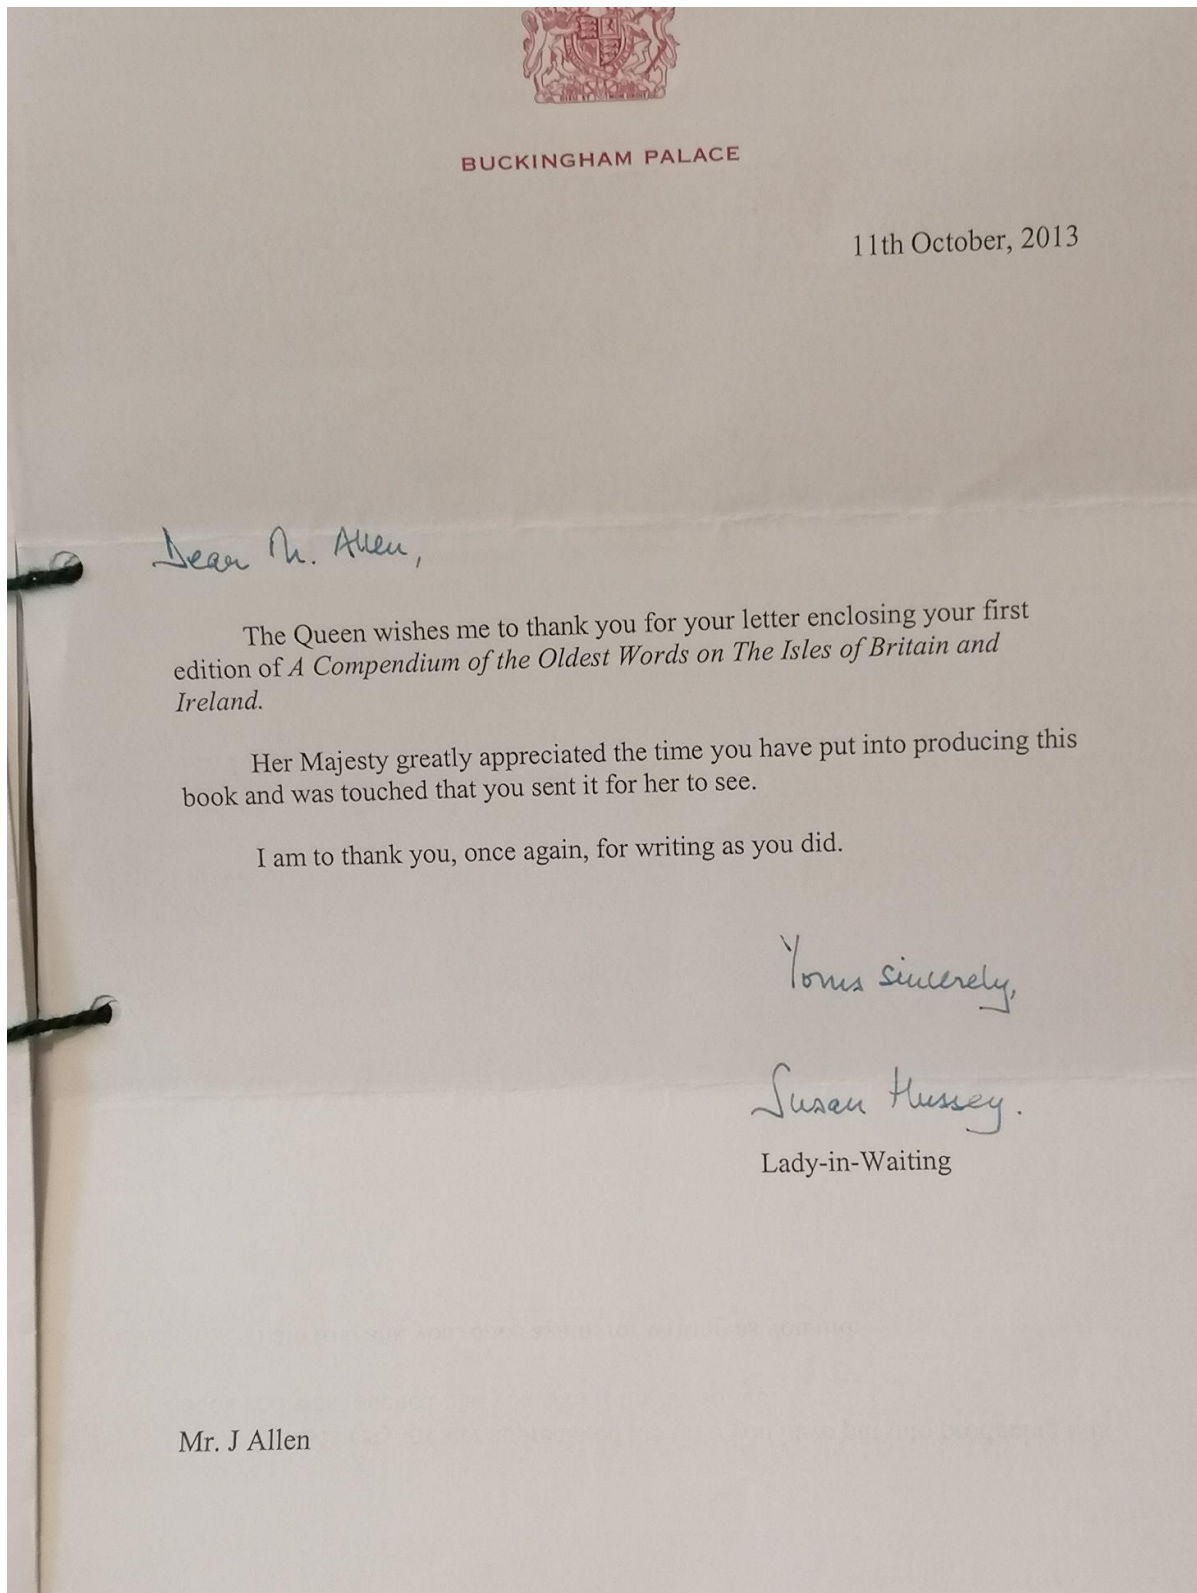 BUCKINGHAM PALACE
11th October, 2013
Dear Mr. Allen,
The Queen wishes me to thank you for your letter enclosing your first
edition of A Compendium of the Oldest Words on The Isles of Britain and
Ireland.
Her Majesty greatly appreciated the time you have put into producing this
book and was touched that you sent it for her to see.
I am to thank you, once again, for writing as you did.
Yours sincerely,
Susan Hussey.
Lady-in-Waiting
Mr. J Allen